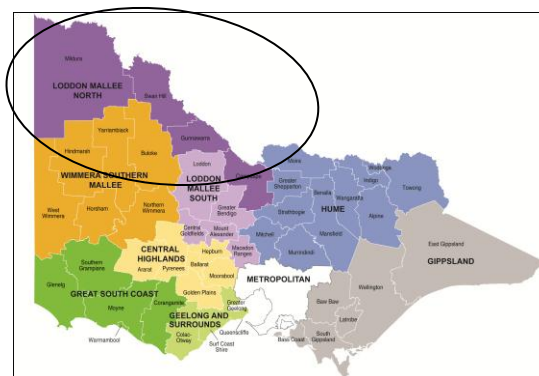 Mildura
LODDON MALLEE
NORTH
Swan Hill
Gannawarra
Yarriambiack
Hindmarsh
Buloke
WIMMERA SOUTHERN
MALLEE
Loddon
LODDON
MALLEE
SOUTH
Campaspe
Moira
Greater
Shepparton
Wodonga
Indigo
Towong
Benalla
Wangaratta
Greater
Bendigo
West
Wimmera
Horsham
Northern
Wimmera
Strathbogie
HUME
Alpine
Central
Goldfields
Mount
Alexander
Mitchell
Mansfield
Macedon
Ranges
Murrindindi
East Gippsland
GIPPSLAND
Southern
Grampians
CENTRAL
HIGHLANDS
Hepburn
Ararat
Pyrenees
Ballarat
Moorabool
METROPOLITAN
Wellington
Glenelg
GREAT SOUTH COAST
Golden Plains
Moyne
Corangamite
Greater
Geelong
GEELONG AND
SURROUNDS
Baw Baw
Latrobe
Warrnambool
Colac-
Otway
Queenscliffe
Surf Coast
Shire
Bass Coast
South
Gippsland